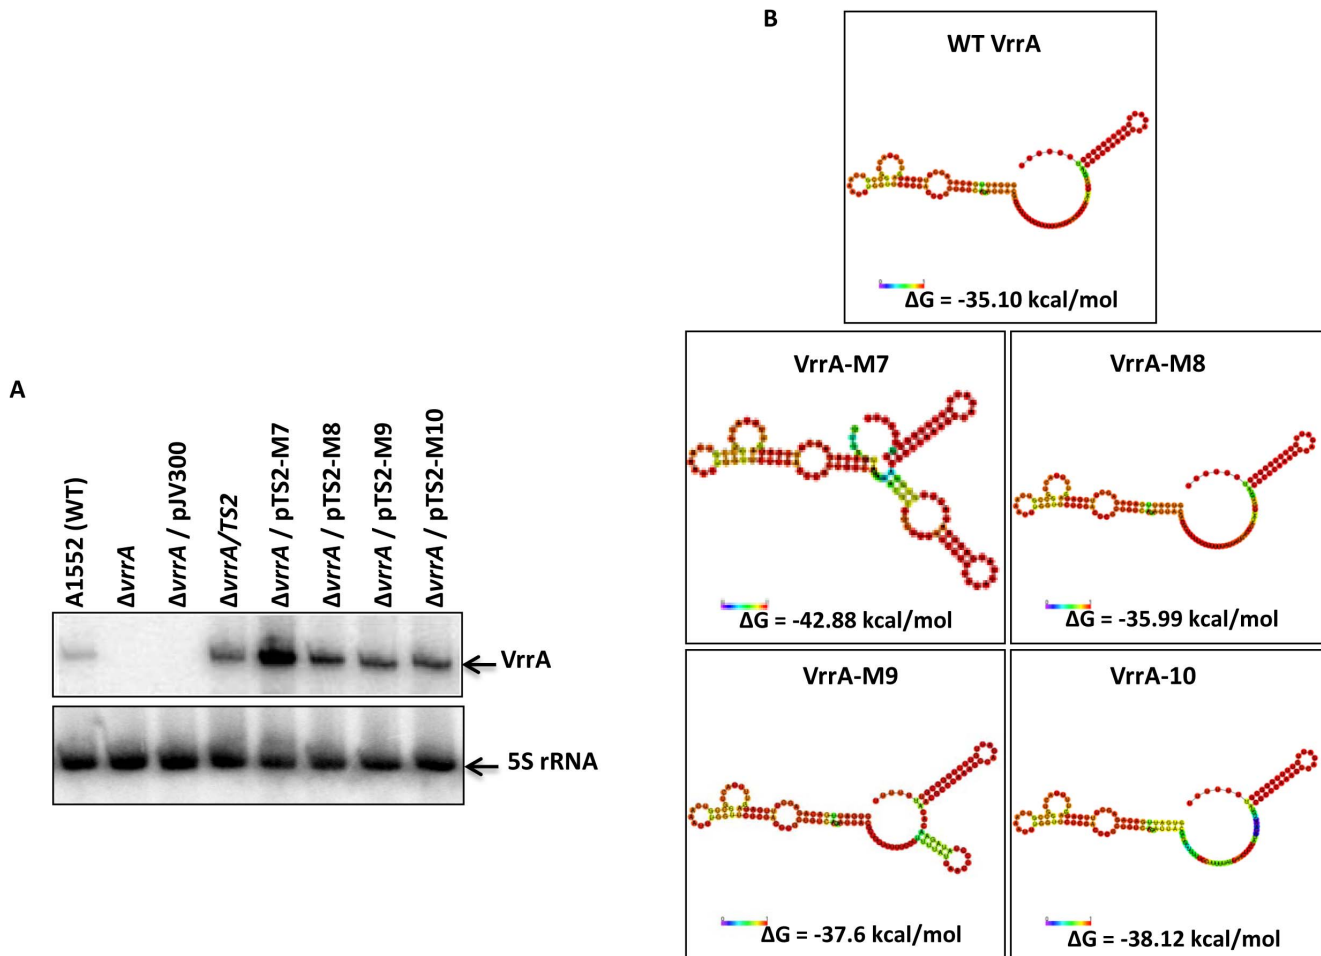 A
A1552 (WT)
ΔvrrA
ΔvrrA / pJV300
ΔvrrA/TS2
ΔvrrA / pTS2-M7
ΔvrrA / pTS2-M8
ΔvrrA / pTS2-M9
ΔvrrA / pTS2-M10
VrrA
5S rRNA
B
WT VrrA
ΔG = -35.10 kcal/mol
VrrA-M7
ΔG = -42.88 kcal/mol
VrrA-M8
ΔG = -35.99 kcal/mol
VrrA-M9
ΔG = -37.6 kcal/mol
VrrA-10
ΔG = -38.12 kcal/mol